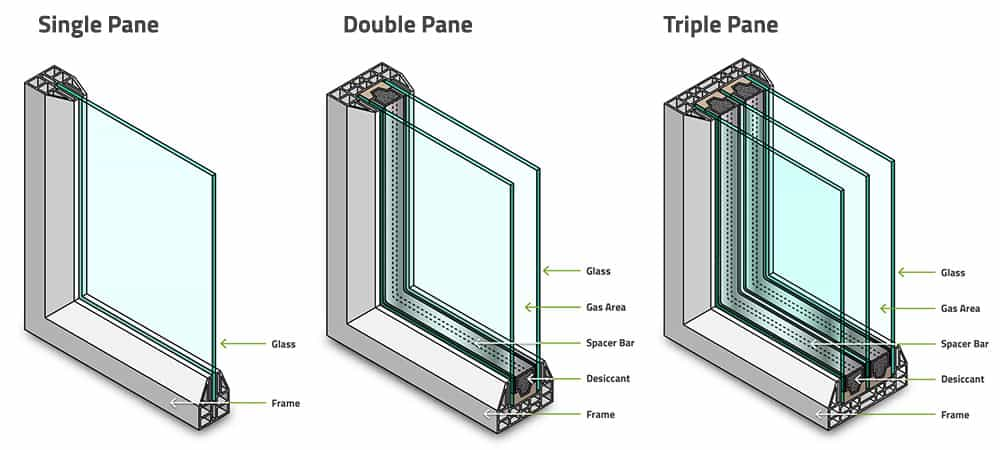 Single Pane
Glass
Frame
Double Pane
Glass
Gas Area
Spacer Bar
Desiccant
Frame
Triple Pane
Glass
Gas Area
Spacer Bar
Desiccant
Frame